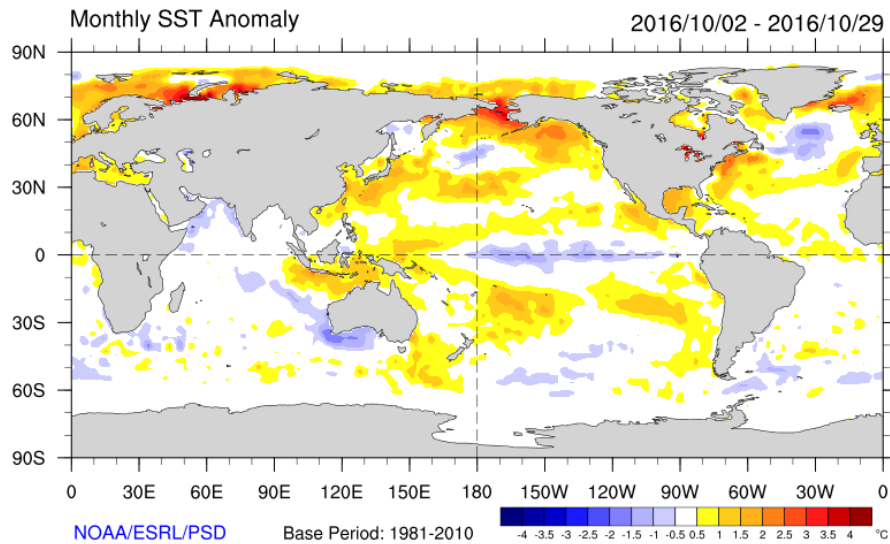 Monthly SST Anomaly 2016/10/02 - 2016/10/29
90N
60N
30N
0
30S
60S
90S
0 30E 60E 90E 120E 150E 180 150W 120W 90W 60W 30W 0
NOAA/ESRL/PSD Base Period: 1981-2010
-4 -3.5 -3 -2.5 -2 -1.5 -1 -0.5 0.5 1 1.5 2 2.5 3 3.5 4 °C